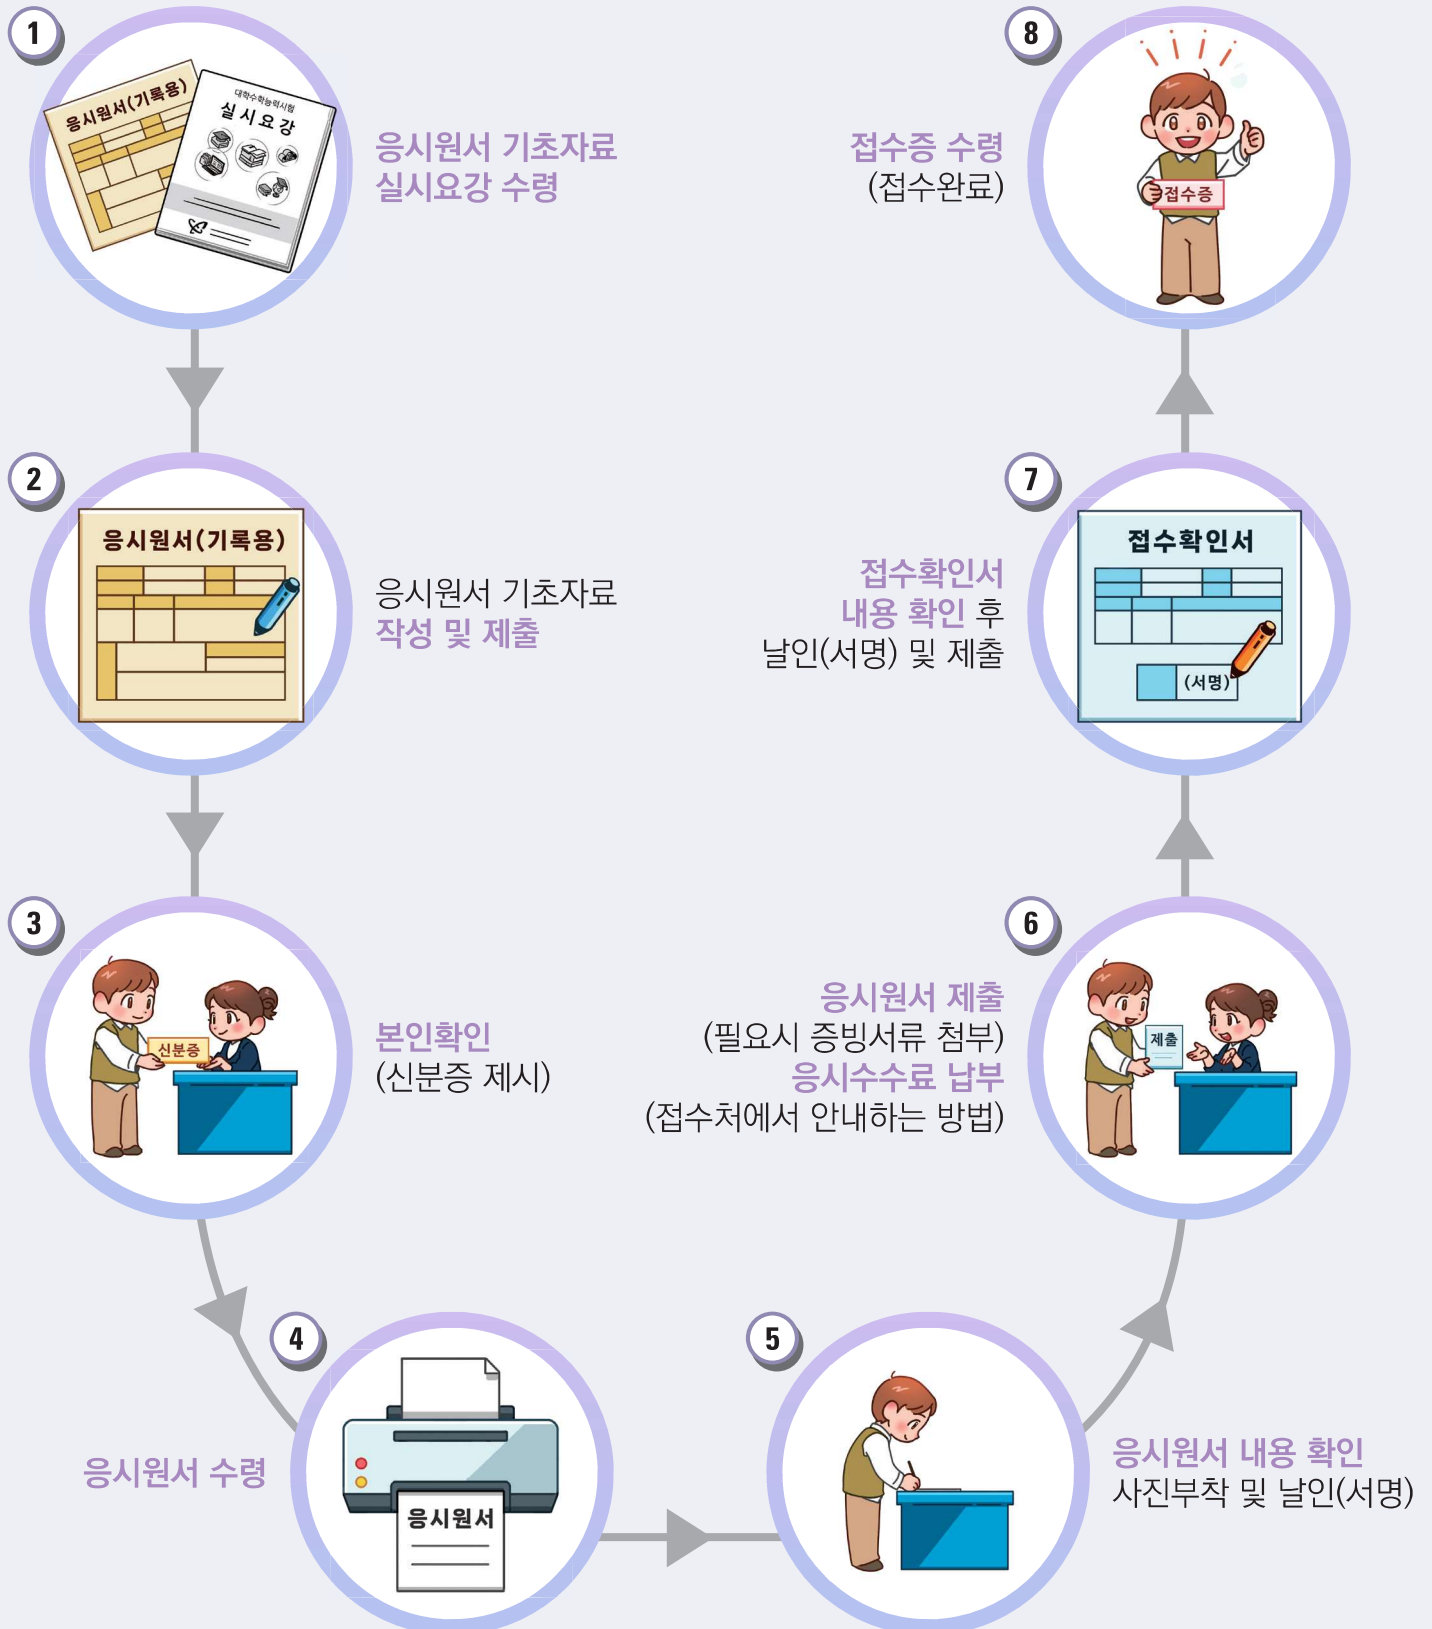 1
응시원서(기록용)
대학수학능력시험
실시요강
응시원서 기초자료
실시요강 수령
2
응시원서(기록용)
응시원서 기초자료
작성 및 제출
3
신분증
본인확인
(신분증 제시)
4
응시원서
응시원서 수령
5
응시원서 내용 확인
사진부착 및 날인(서명)
6
제출
응시원서 제출
(필요시 증빙서류 첨부)
응시수수료 납부
(접수처에서 안내하는 방법)
7
접수확인서
(서명)
접수확인서
내용 확인 후
날인(서명) 및 제출
8
접수증
접수증 수령
(접수완료)